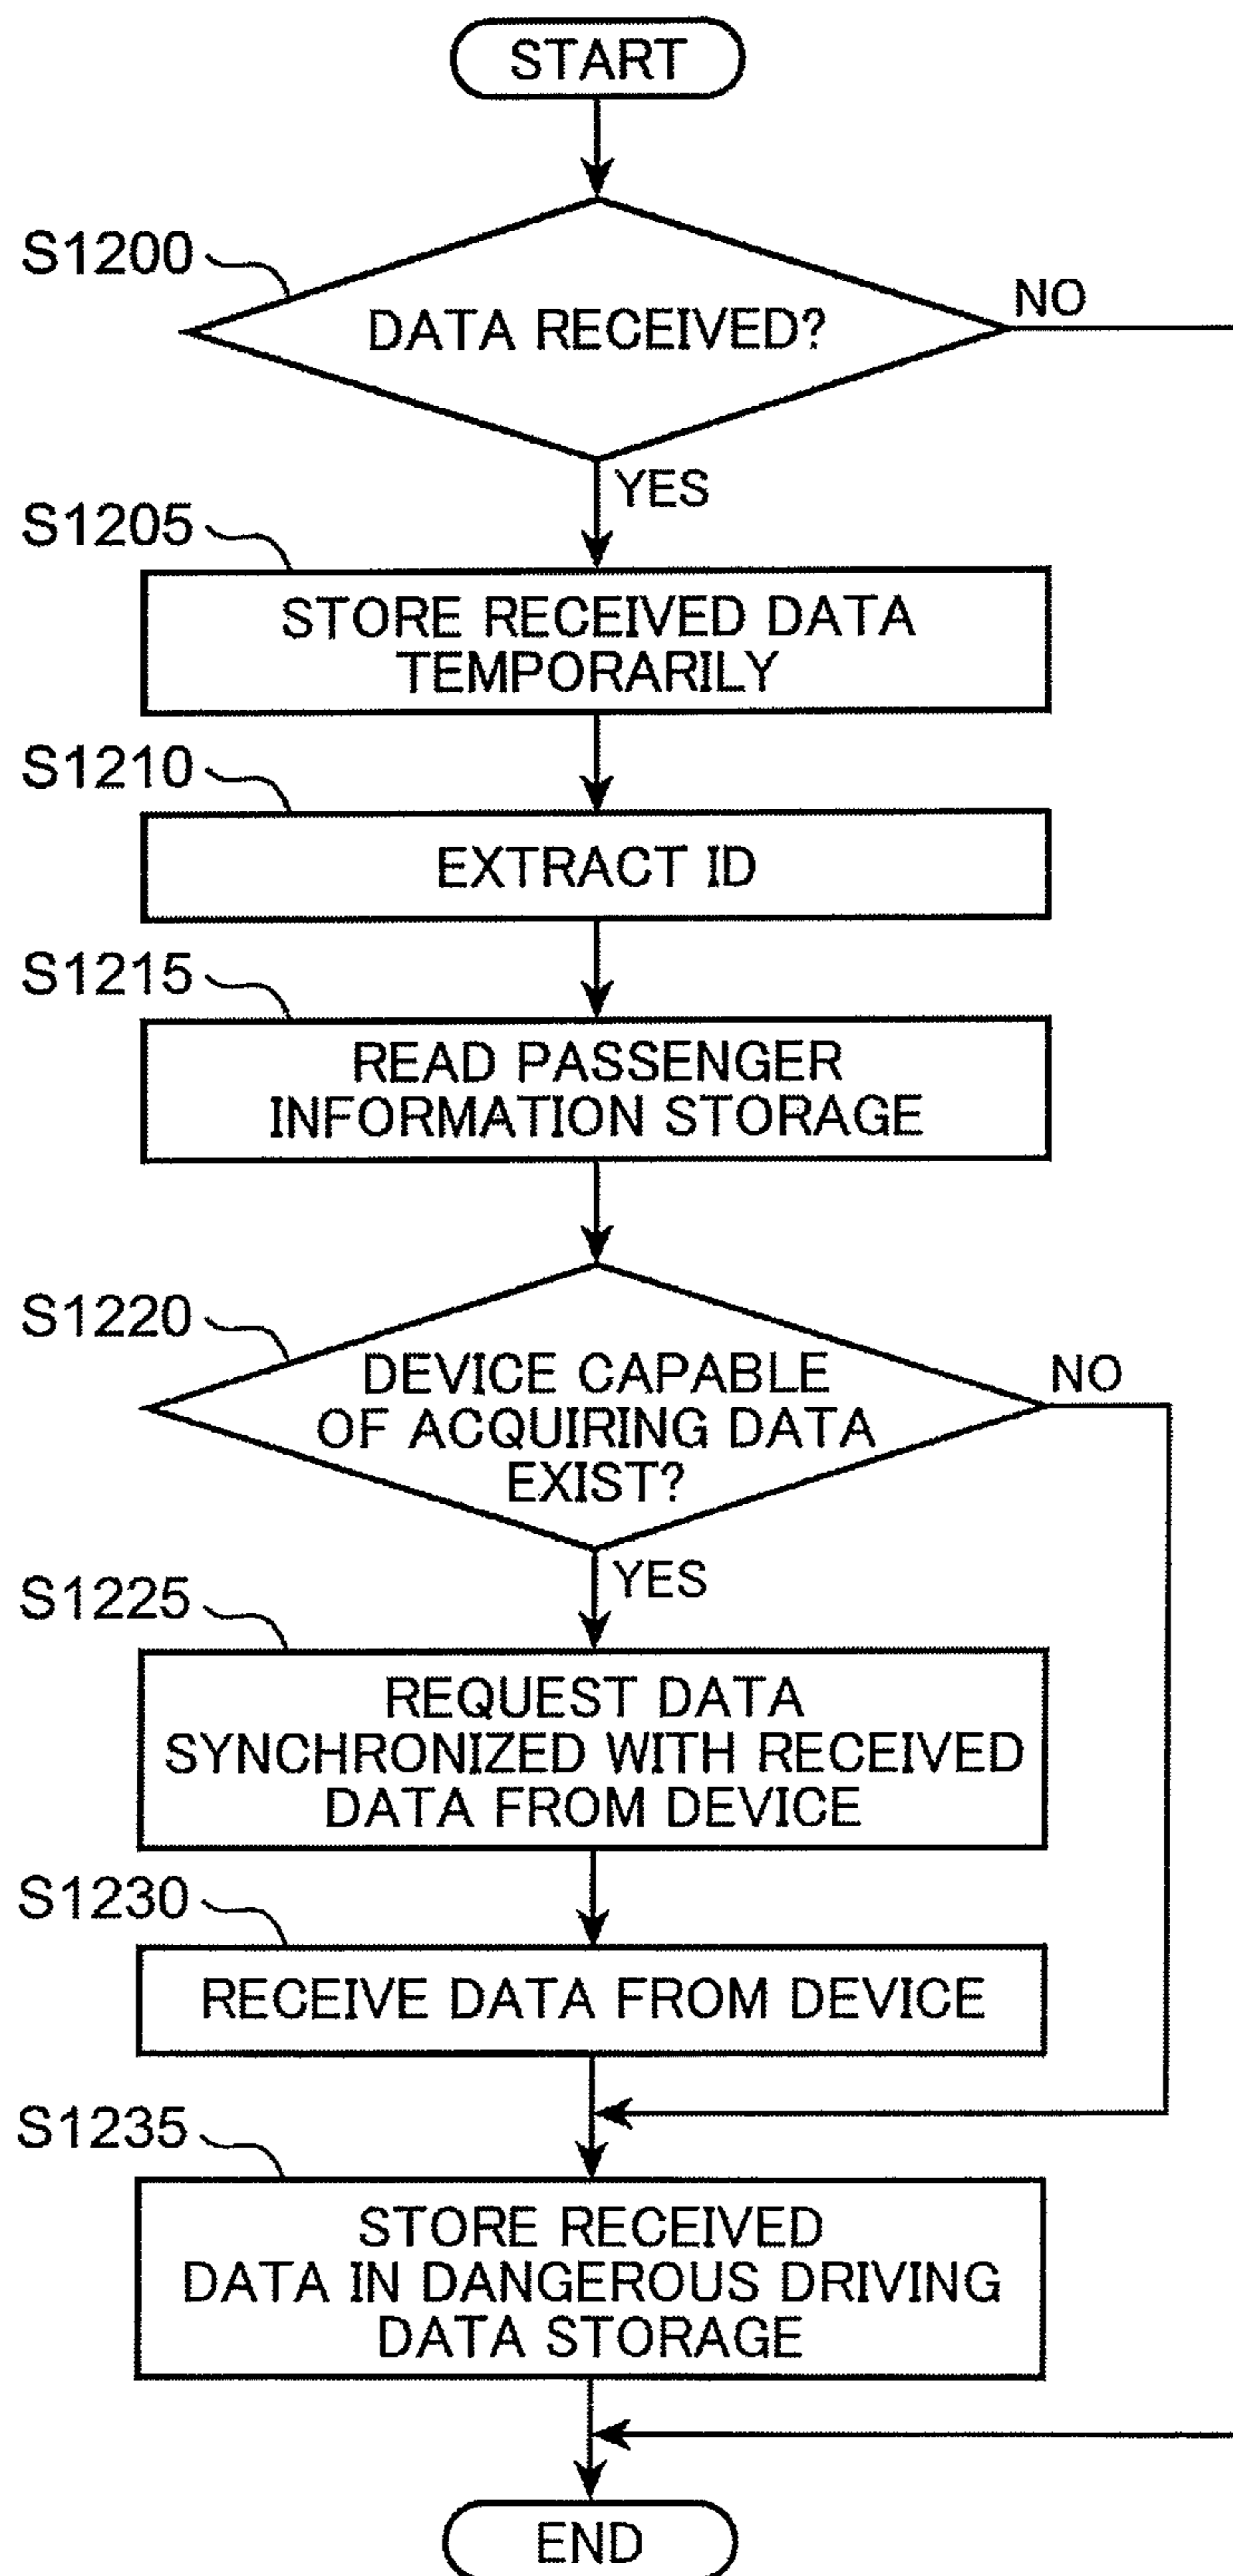 START
S1200
DATA RECEIVED?
NO
YES
S1205
STORE RECEIVED DATA
TEMPORARILY
S1210
EXTRACT ID
S1215
READ PASSENGER
INFORMATION STORAGE
S1220
DEVICE CAPABLE
OF ACQUIRING DATA
EXIST?
NO
YES
S1225
REQUEST DATA
SYNCHRONIZED WITH RECEIVED
DATA FROM DEVICE
S1230
RECEIVE DATA FROM DEVICE
S1235
STORE RECEIVED
DATA IN DANGEROUS DRIVING
DATA STORAGE
END